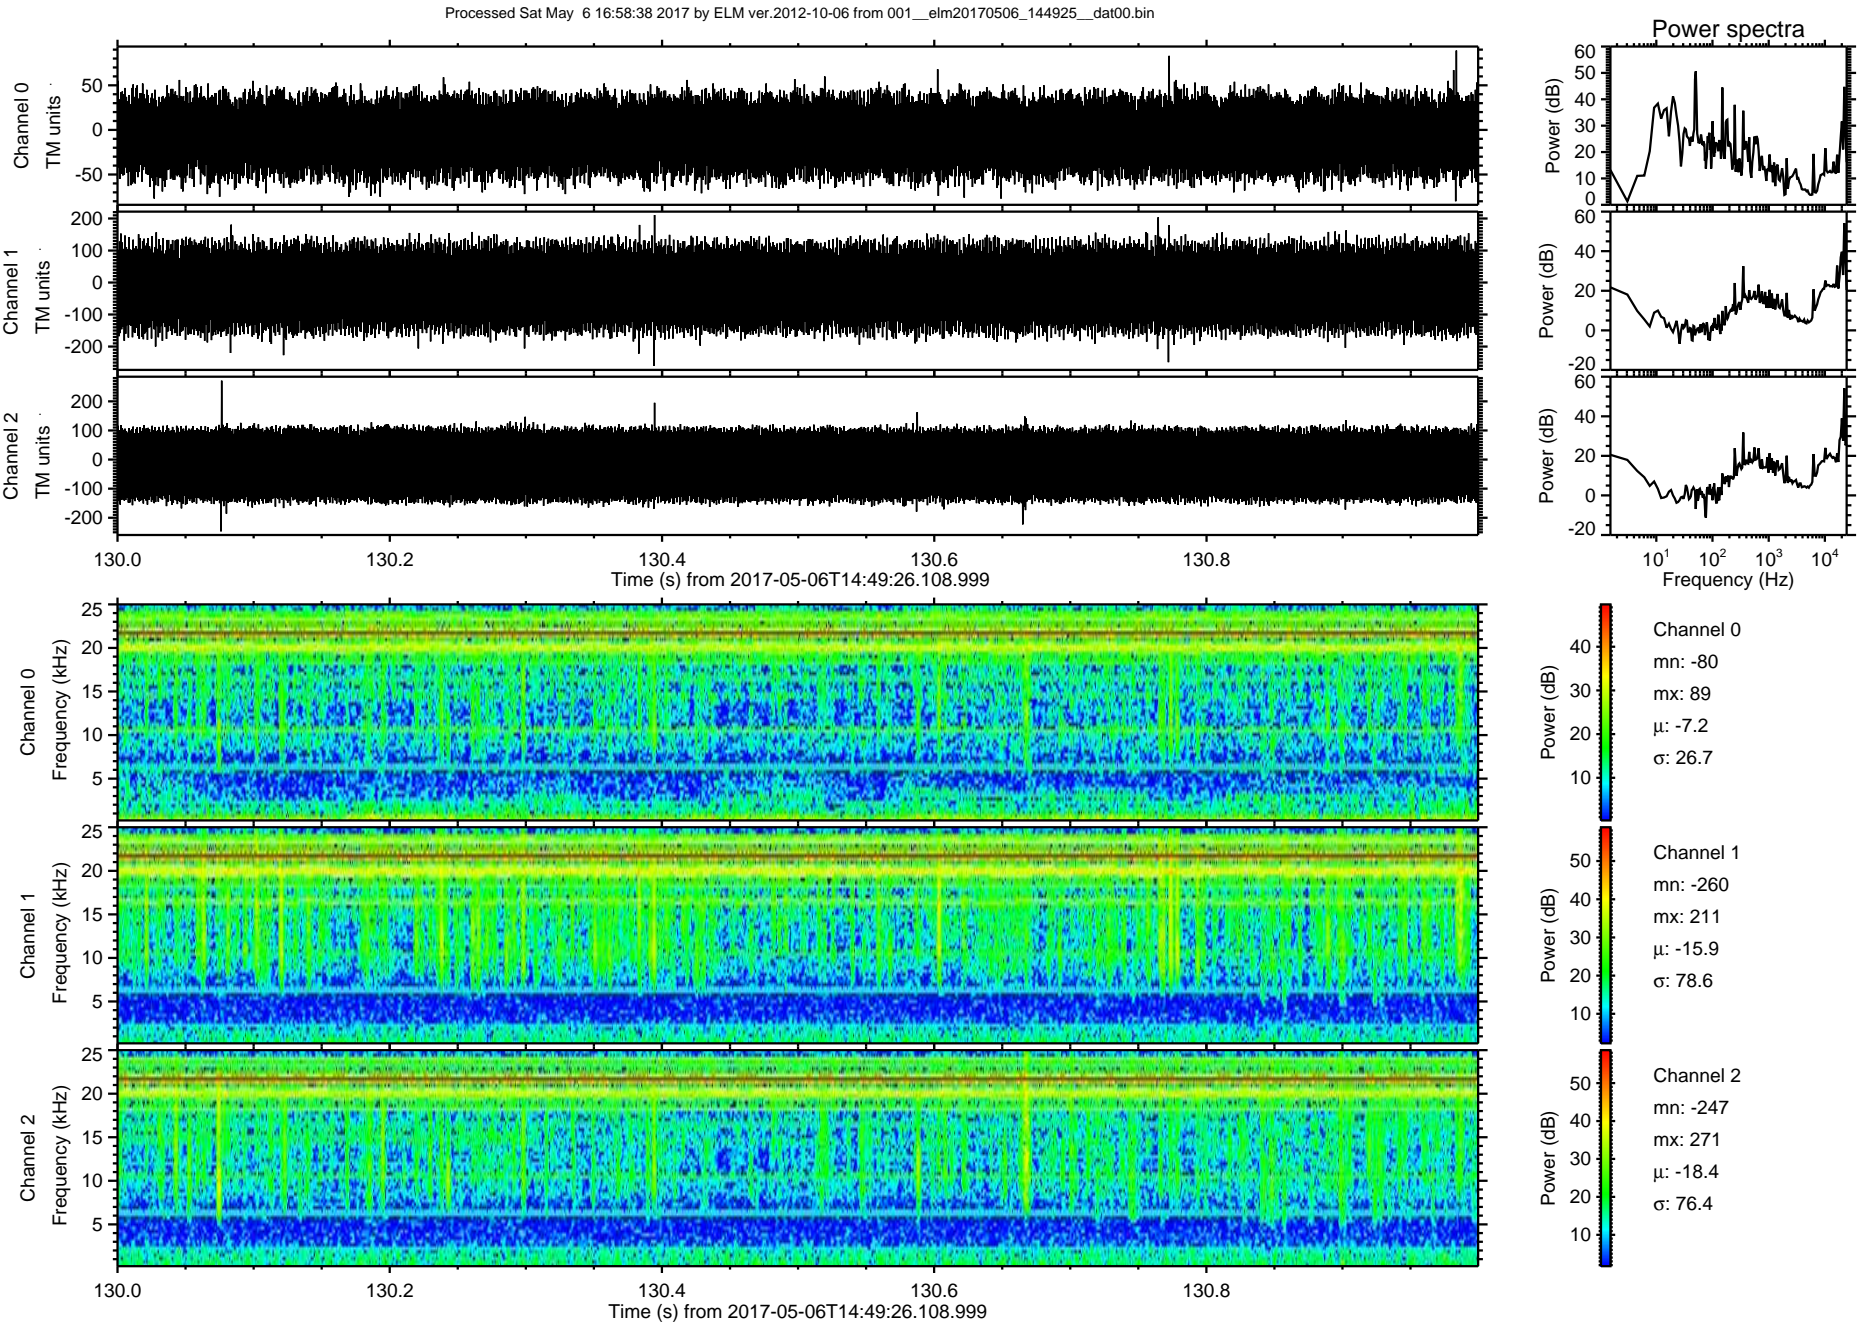 Processed Sat May  6 16:58:38 2017 by ELM ver.2012-10-06 from 001__elm20170506_144925__dat00.bin
Power spectra
Channel 0
TM units
50
0
-50
Power (dB)
60
50
40
30
20
10
0
Channel 1
TM units
200
100
0
-100
-200
Power (dB)
60
40
20
0
-20
Channel 2
TM units
200
100
0
-100
-200
Power (dB)
60
40
20
0
-20
130.0 130.2 130.4 130.6 130.8
Time (s) from 2017-05-06T14:49:26.108.999
10¹ 10² 10³ 10⁴
Frequency (Hz)
Channel 0
Frequency (kHz)
25
20
15
10
5
Power (dB)
40
30
20
10
Channel 0
mn: -80
mx: 89
μ: -7.2
σ: 26.7
Channel 1
Frequency (kHz)
25
20
15
10
5
Power (dB)
50
40
30
20
10
Channel 1
mn: -260
mx: 211
μ: -15.9
σ: 78.6
Channel 2
Frequency (kHz)
25
20
15
10
5
Power (dB)
50
40
30
20
10
Channel 2
mn: -247
mx: 271
μ: -18.4
σ: 76.4
130.0 130.2 130.4 130.6 130.8
Time (s) from 2017-05-06T14:49:26.108.999